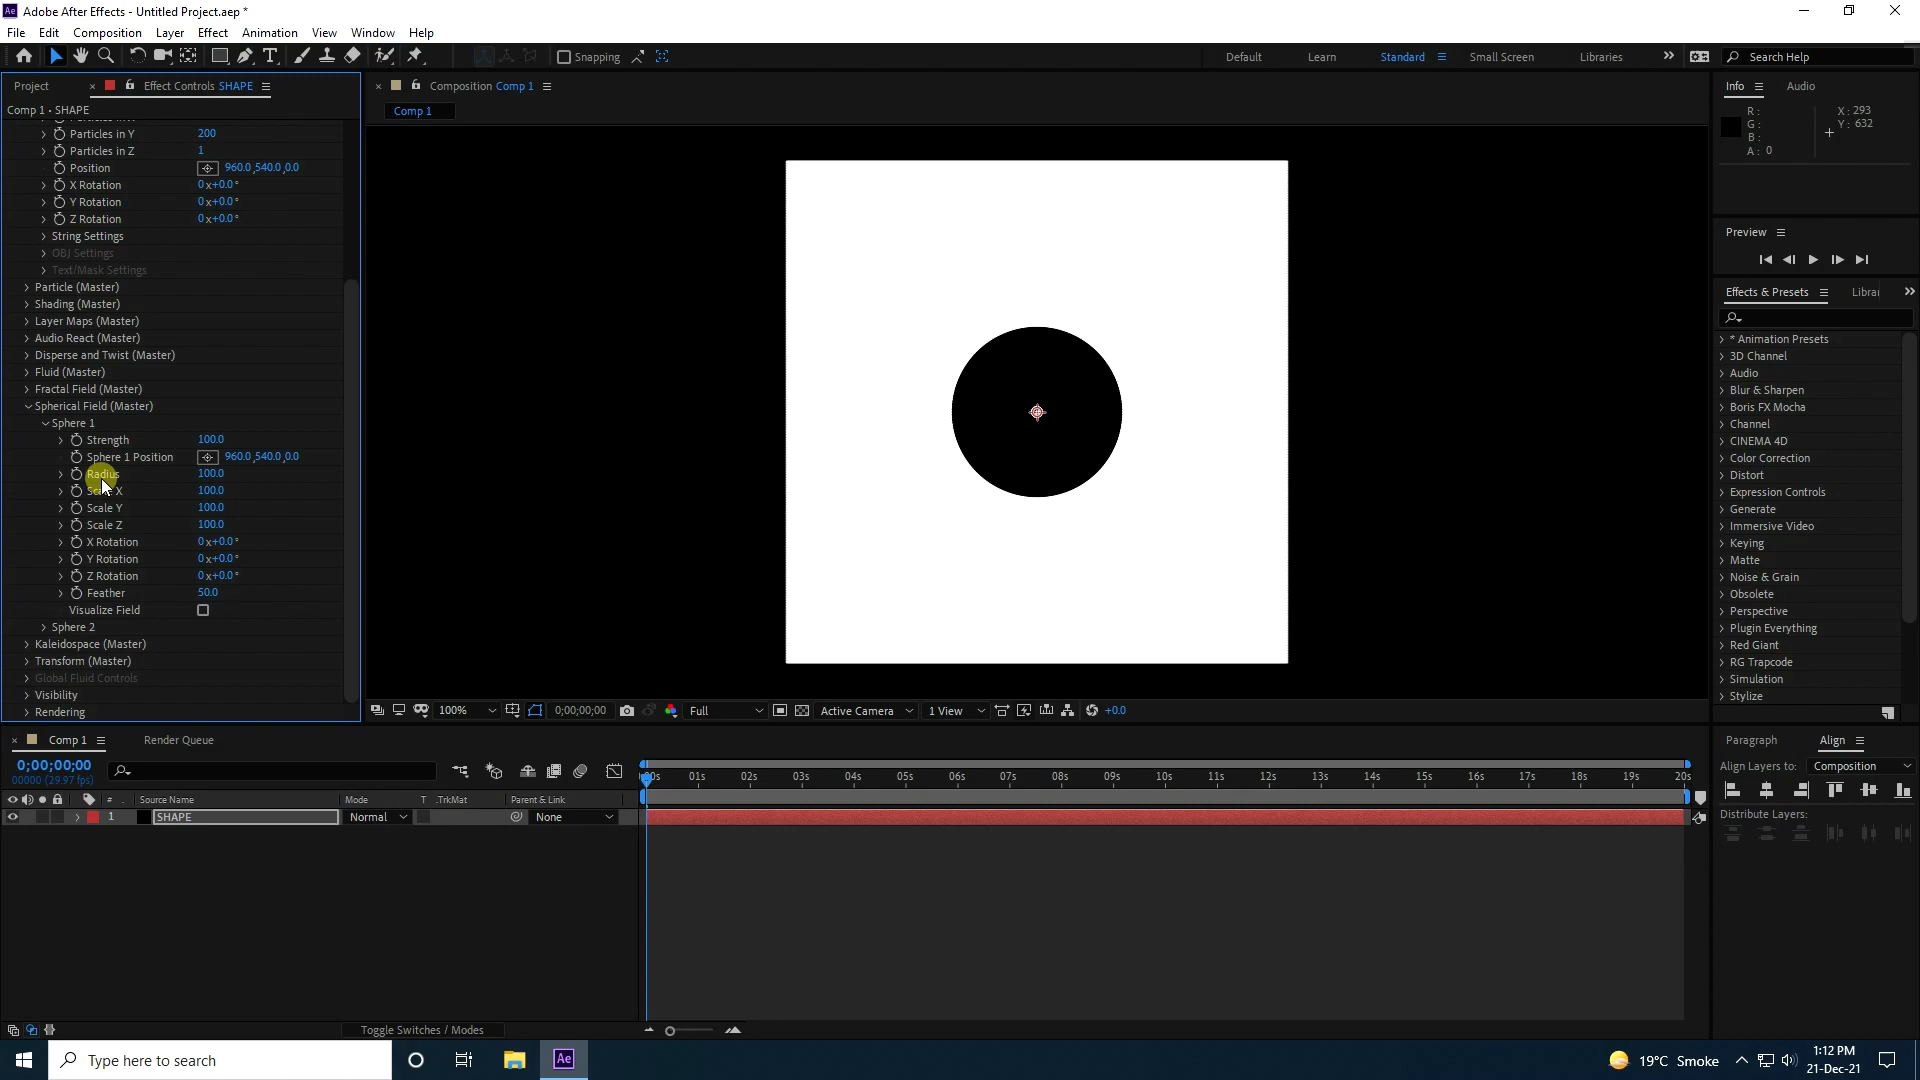 Adobe After Effects - Untitled Project.aep *
File Edit Composition Layer Effect Animation View Window Help
Snapping Default Learn Standard Small Screen Libraries Search Help
Project Effect Controls SHAPE
Comp 1 • SHAPE
Particles in Y 200
Particles in Z 1
Position 960.0,540.0,0.0
X Rotation 0x+0.0°
Y Rotation 0x+0.0°
Z Rotation 0x+0.0°
String Settings
OBJ Settings
Text/Mask Settings
Particle (Master)
Shading (Master)
Layer Maps (Master)
Audio React (Master)
Disperse and Twist (Master)
Fluid (Master)
Fractal Field (Master)
Spherical Field (Master)
Sphere 1
Strength 100.0
Sphere 1 Position 960.0,540.0,0.0
Radius 100.0
Scale X 100.0
Scale Y 100.0
Scale Z 100.0
X Rotation 0x+0.0°
Y Rotation 0x+0.0°
Z Rotation 0x+0.0°
Feather 50.0
Visualize Field
Sphere 2
Kaleidospace (Master)
Transform (Master)
Global Fluid Controls
Visibility
Rendering
Composition Comp 1
Comp 1
100% 0;00;00;00 Full Active Camera 1 View +0.0
Info Audio
R: X: 293
G: Y: 632
B:
A: 0
Preview
Effects & Presets Librar
* Animation Presets
3D Channel
Audio
Blur & Sharpen
Boris FX Mocha
Channel
CINEMA 4D
Color Correction
Distort
Expression Controls
Generate
Immersive Video
Keying
Matte
Noise & Grain
Obsolete
Perspective
Plugin Everything
Red Giant
RG Trapcode
Simulation
Stylize
Comp 1 Render Queue
0;00;00;00
00000 (29.97 fps)
# Source Name Mode T .TrkMat Parent & Link
1 SHAPE Normal None
00s 01s 02s 03s 04s 05s 06s 07s 08s 09s 10s 11s 12s 13s 14s 15s 16s 17s 18s 19s 20s
Toggle Switches / Modes
Paragraph Align
Align Layers to: Composition
Distribute Layers:
Type here to search
Ae
19°C Smoke
1:12 PM
21-Dec-21